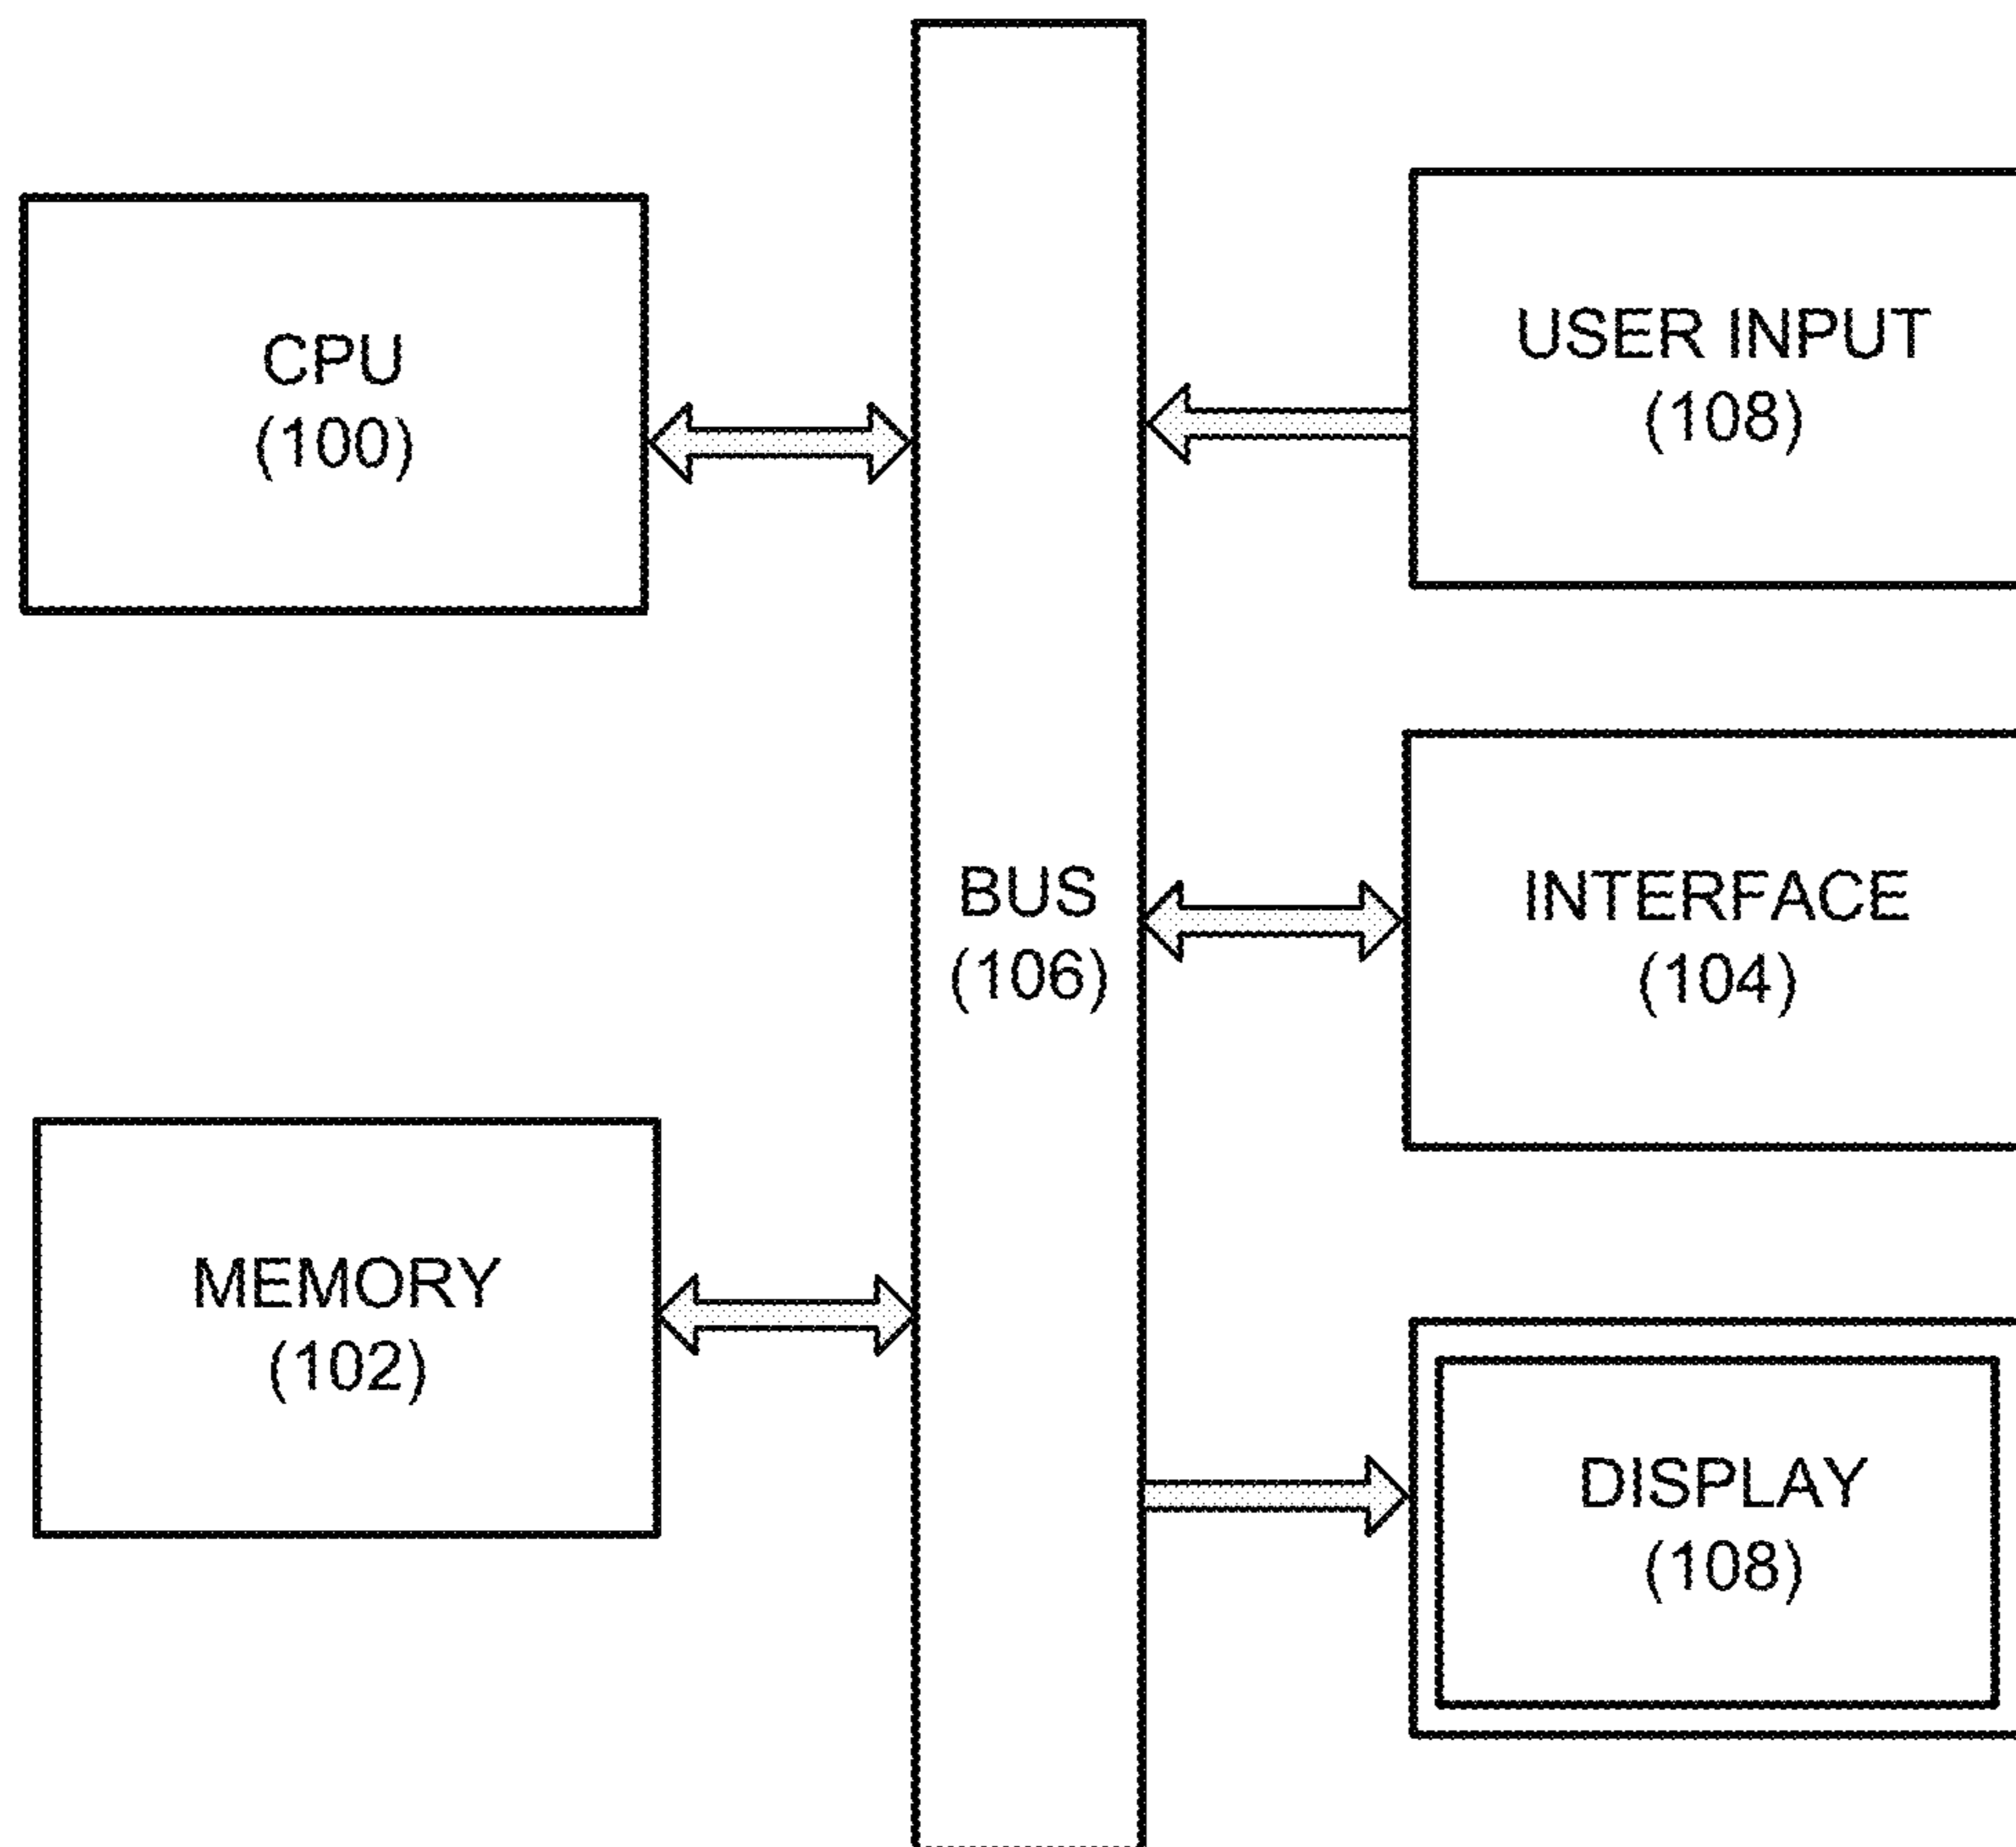 CPU
(100)
MEMORY
(102)
BUS
(106)
USER INPUT
(108)
INTERFACE
(104)
DISPLAY
(108)